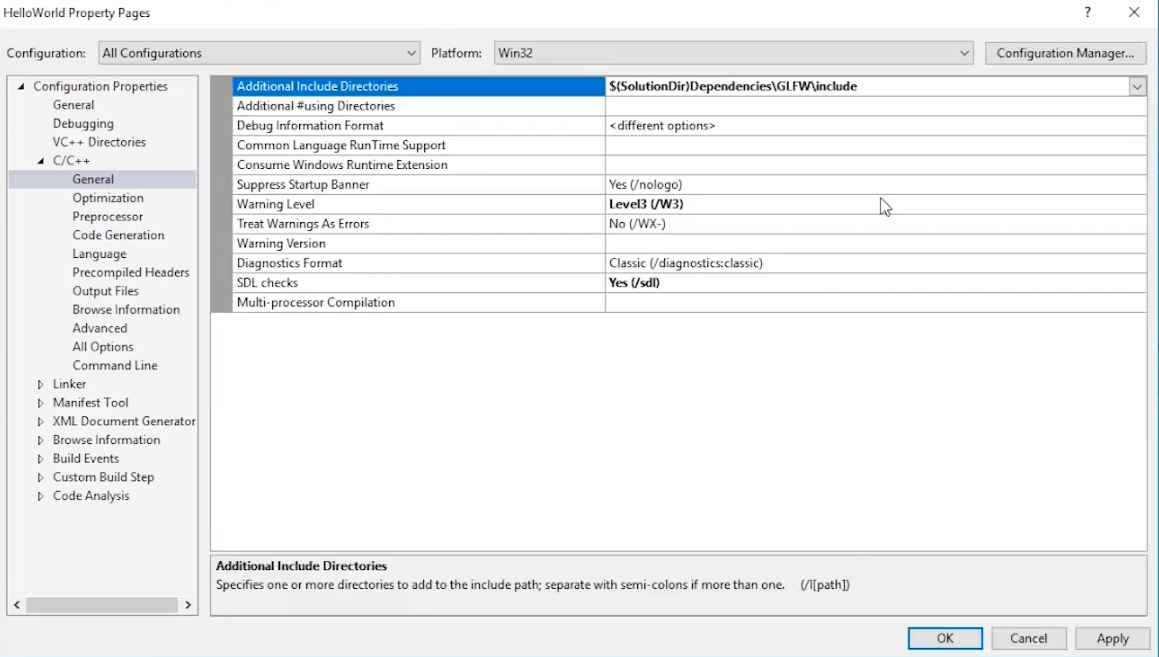 HelloWorld Property Pages
?
Configuration: All Configurations Platform: Win32 Configuration Manager...
Configuration Properties
General
Debugging
VC++ Directories
C/C++
General
Optimization
Preprocessor
Code Generation
Language
Precompiled Headers
Output Files
Browse Information
Advanced
All Options
Command Line
Linker
Manifest Tool
XML Document Generator
Browse Information
Build Events
Custom Build Step
Code Analysis
Additional Include Directories $(SolutionDir)Dependencies\GLFW\include
Additional #using Directories
Debug Information Format <different options>
Common Language RunTime Support
Consume Windows Runtime Extension
Suppress Startup Banner Yes (/nologo)
Warning Level Level3 (/W3)
Treat Warnings As Errors No (/WX-)
Warning Version
Diagnostics Format Classic (/diagnostics:classic)
SDL checks Yes (/sdl)
Multi-processor Compilation
Additional Include Directories
Specifies one or more directories to add to the include path; separate with semi-colons if more than one. (/I[path])
OK Cancel Apply